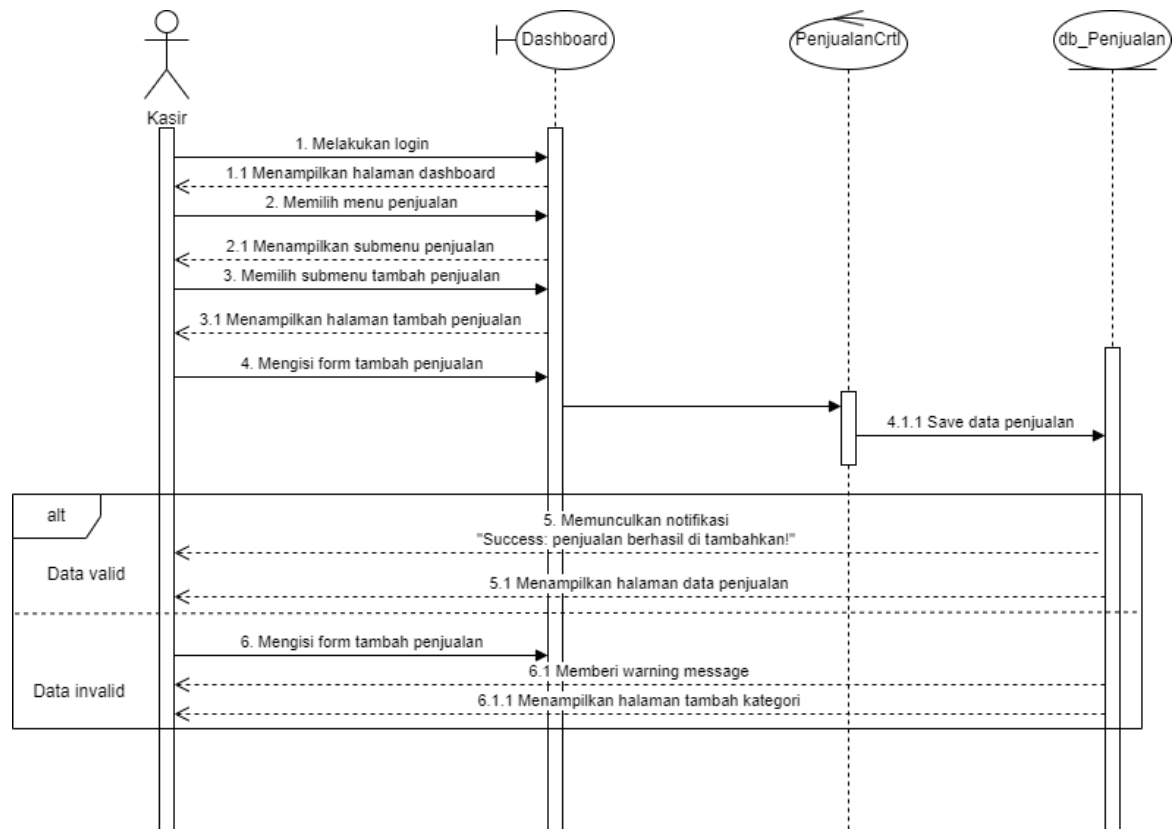 Dashboard
PenjualanCrtl
db_Penjualan
Kasir
1. Melakukan login
1.1 Menampilkan halaman dashboard
2. Memilih menu penjualan
2.1 Menampilkan submenu penjualan
3. Memilih submenu tambah penjualan
3.1 Menampilkan halaman tambah penjualan
4. Mengisi form tambah penjualan
4.1.1 Save data penjualan
alt
5. Memunculkan notifikasi
"Success: penjualan berhasil di tambahkan!"
Data valid
5.1 Menampilkan halaman data penjualan
6. Mengisi form tambah penjualan
6.1 Memberi warning message
Data invalid
6.1.1 Menampilkan halaman tambah kategori